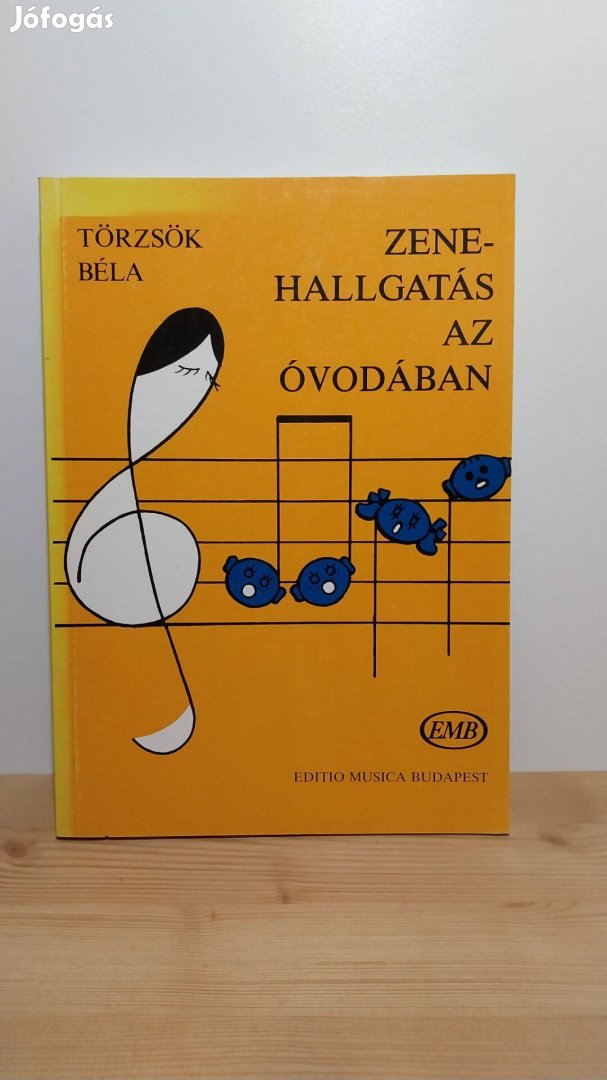 Jófogás
TÖRZSÖK
BÉLA
ZENE-
HALLGATÁS
AZ
ÓVODÁBAN
EMB
EDITIO MUSICA BUDAPEST